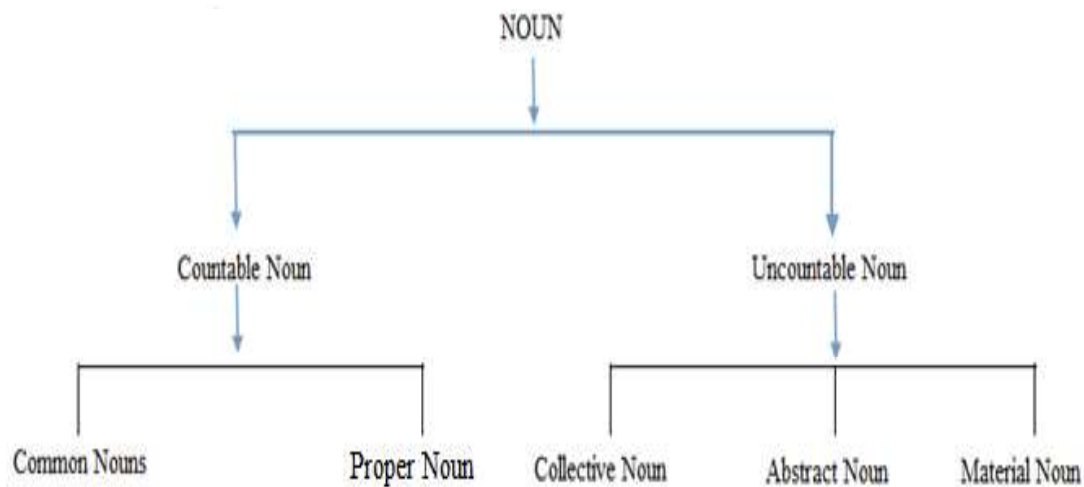 NOUN
Countable Noun
Uncountable Noun
Common Nouns
Proper Noun
Collective Noun
Abstract Noun
Material Noun